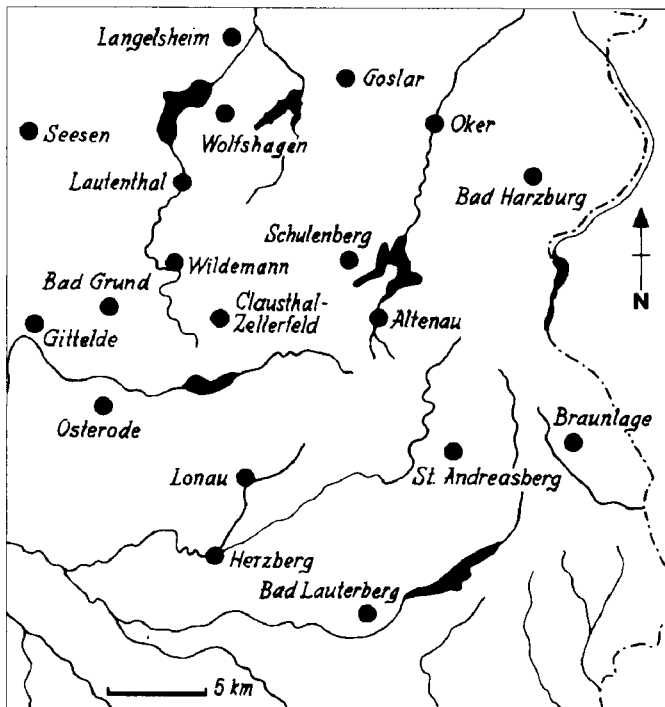 Langelsheim
Goslar
Seesen
Wolfshagen
Oker
Lautenthal
Bad Harzburg
Schulenberg
Wildemann
Bad Grund
N
Clausthal-
Zellerfeld
Altenau
Gittelde
Osterode
Braunlage
Lonau
St. Andreasberg
Herzberg
Bad Lauterberg
5 km